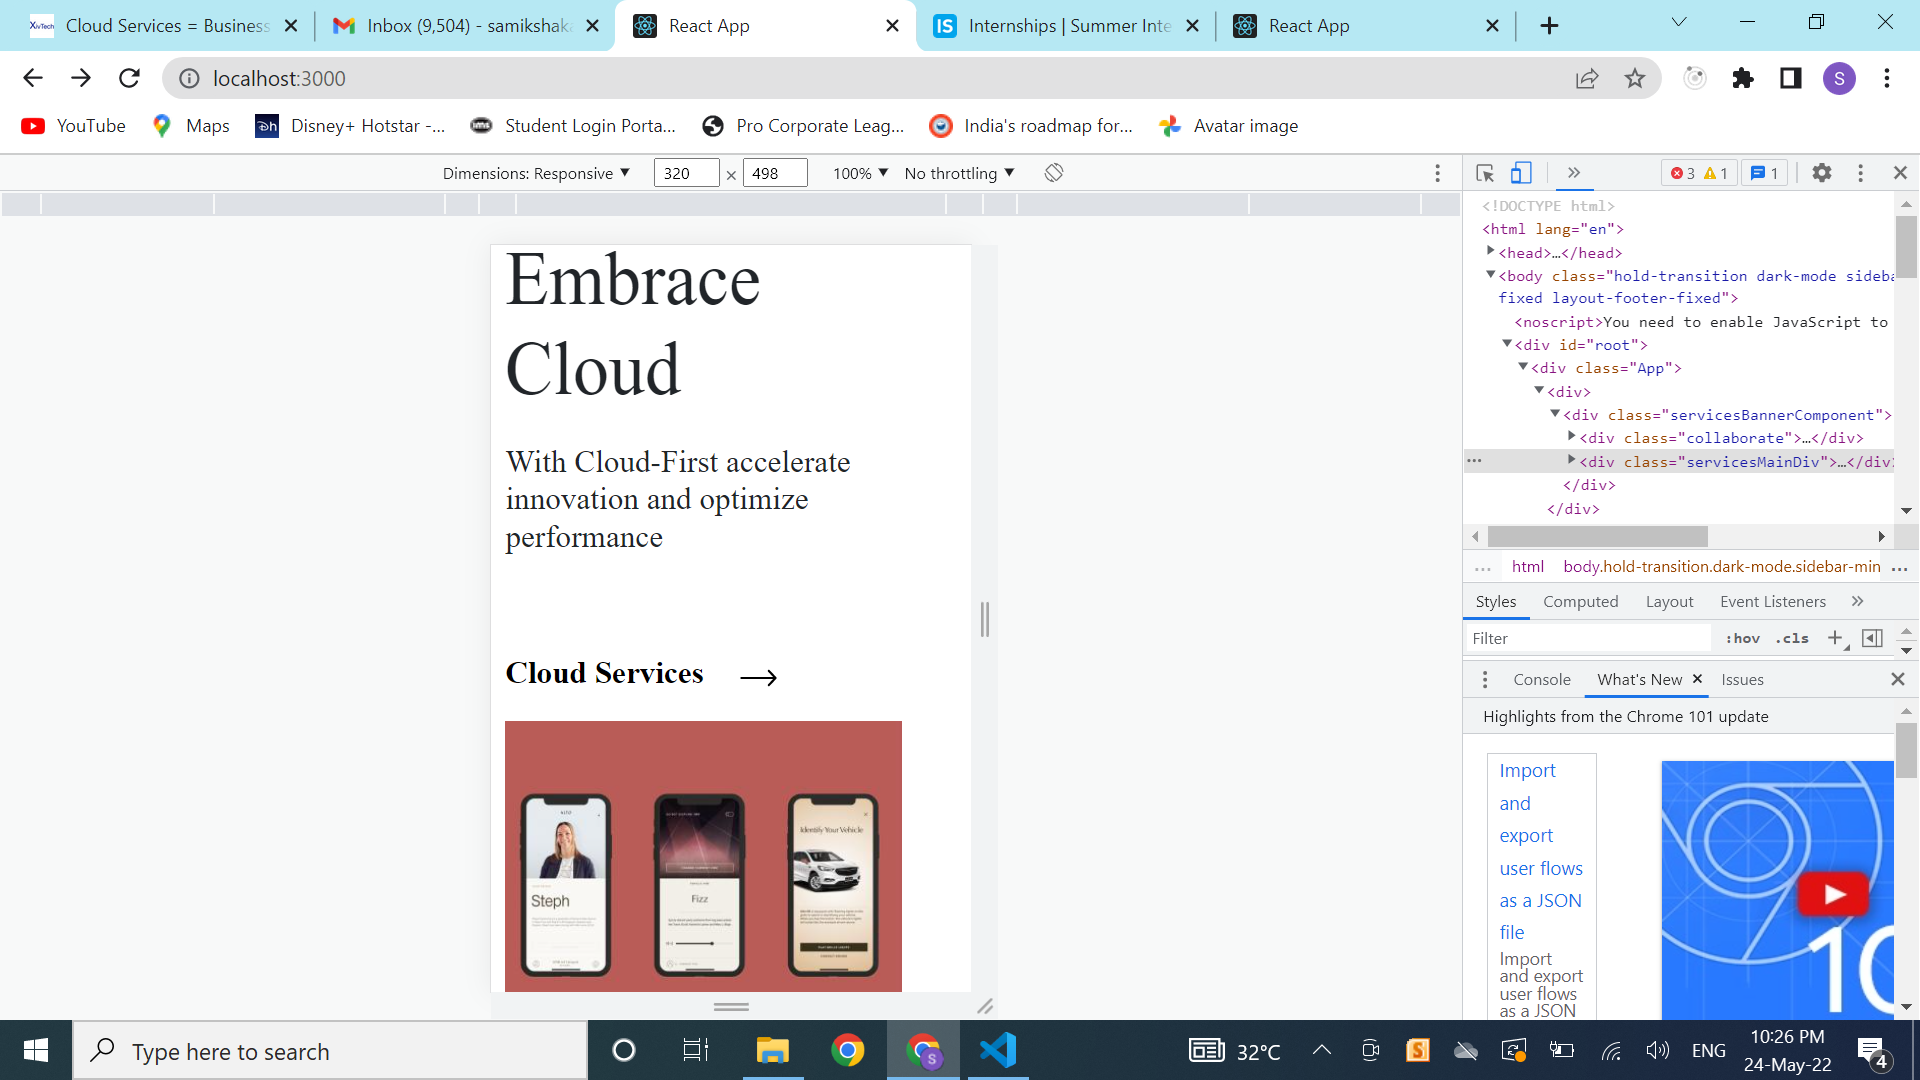 Cloud Services = Business
Inbox (9,504) - samikshaka
React App
Internships | Summer Inte
React App
localhost:3000
S
YouTube
Maps
Disney+ Hotstar -...
Student Login Porta...
Pro Corporate Leag...
India's roadmap for...
Avatar image
Dimensions: Responsive
320 × 498
100%
No throttling
3
1
1
<!DOCTYPE html>
<html lang="en">
<head>…</head>
<body class="hold-transition dark-mode sideba
fixed layout-footer-fixed">
<noscript>You need to enable JavaScript to
<div id="root">
<div class="App">
<div>
<div class="servicesBannerComponent">
<div class="collaborate">…</div>
<div class="servicesMainDiv">…</div>
</div>
</div>
... html body.hold-transition.dark-mode.sidebar-min ...
Styles Computed Layout Event Listeners
Filter :hov .cls
Console What's New Issues
Highlights from the Chrome 101 update
Import
and
export
user flows
as a JSON
file
Import
and export
user flows
as a JSON
Embrace
Cloud
With Cloud-First accelerate
innovation and optimize
performance
Cloud Services
Steph
Fizz
Identify Your Vehicle
Type here to search
32°C
ENG
10:26 PM
24-May-22
4